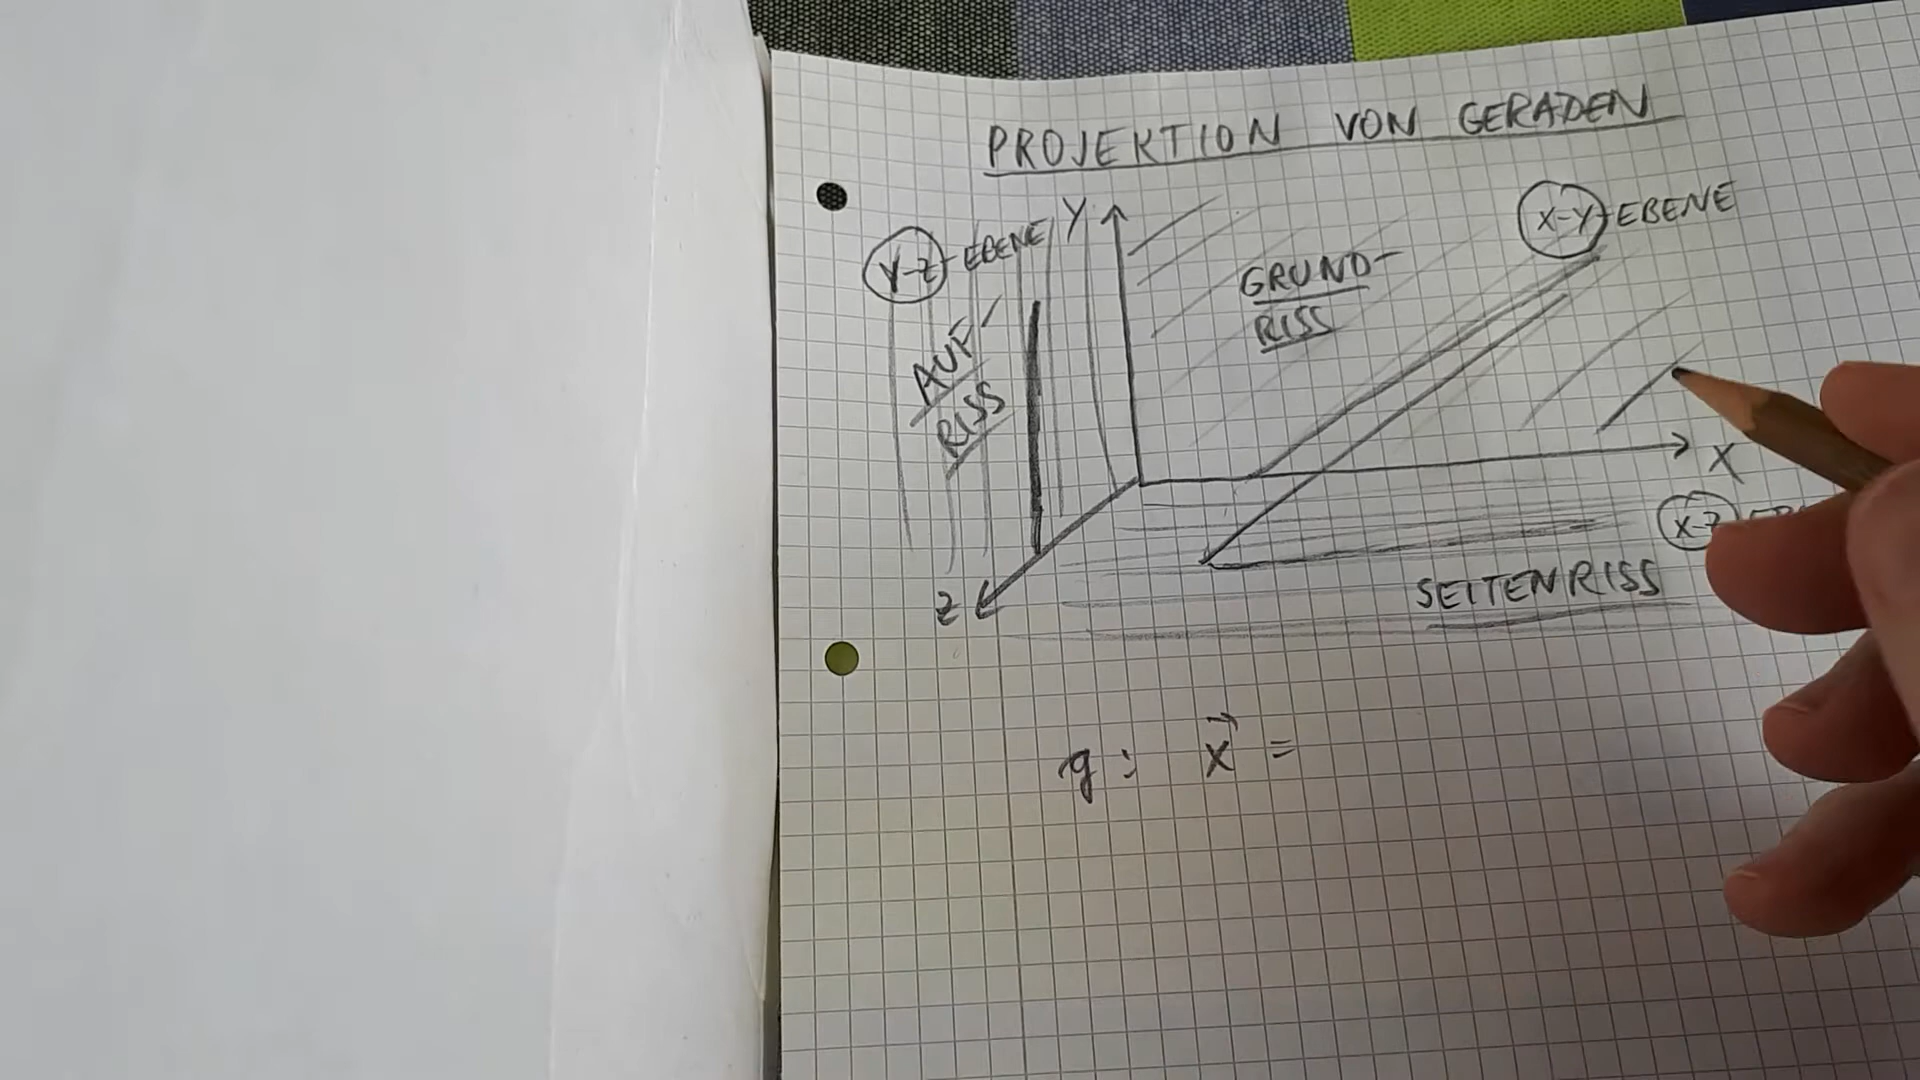 PROJEKTION VON GERADEN
Y-Z-EBENE
Y
X-Y-EBENE
AUF-
RISS
GRUND-
RISS
X
X-Z
Z
SEITENRISS
g: x⃗ =